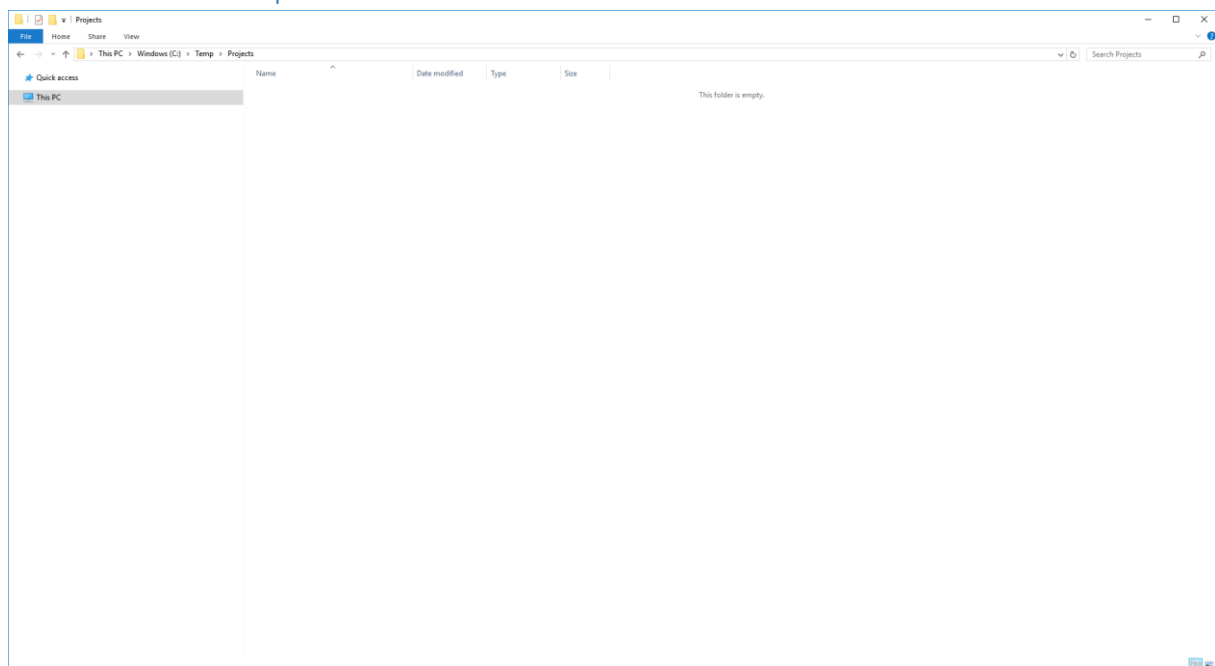 Projects
File Home Share View
This PC > Windows (C:) > Temp > Projects Search Projects
Quick access
This PC
Name Date modified Type Size
This folder is empty.